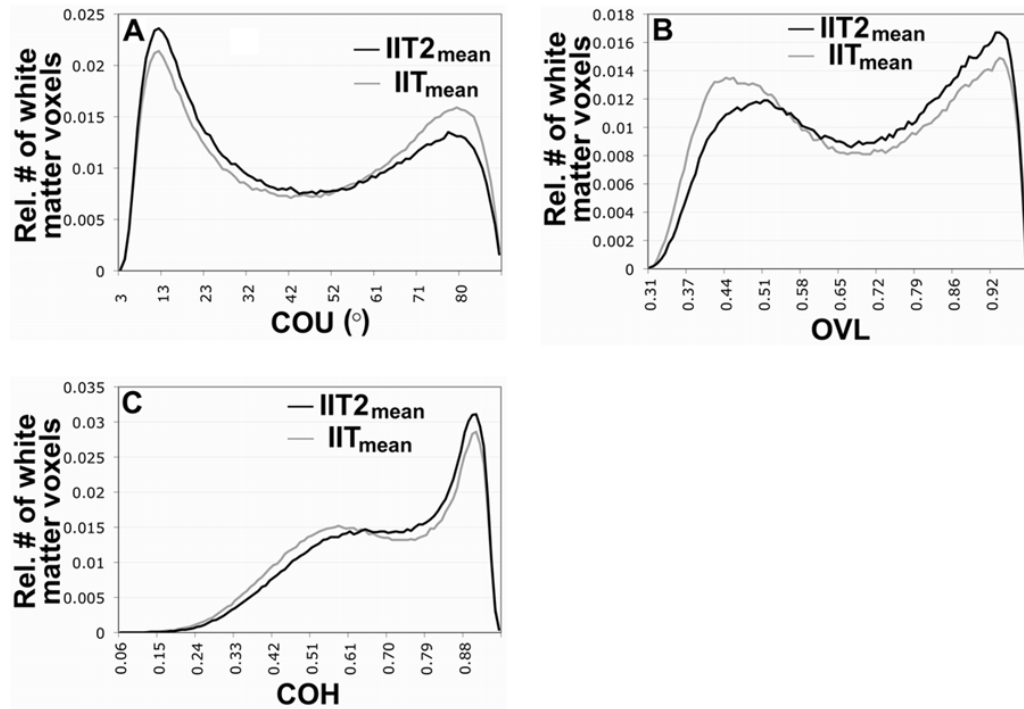 A
0.025
0.02
0.015
0.01
0.005
0
Rel. # of white
matter voxels
IIT2mean
IITmean
3 13 23 32 42 52 61 71 80
COU (°)
B
0.018
0.016
0.014
0.012
0.01
0.008
0.006
0.004
0.002
0
Rel. # of white
matter voxels
IIT2mean
IITmean
0.31 0.37 0.44 0.51 0.58 0.65 0.72 0.79 0.86 0.92
OVL
C
0.035
0.03
0.025
0.02
0.015
0.01
0.005
0
Rel. # of white
matter voxels
IIT2mean
IITmean
0.06 0.15 0.24 0.33 0.42 0.51 0.61 0.70 0.79 0.88
COH